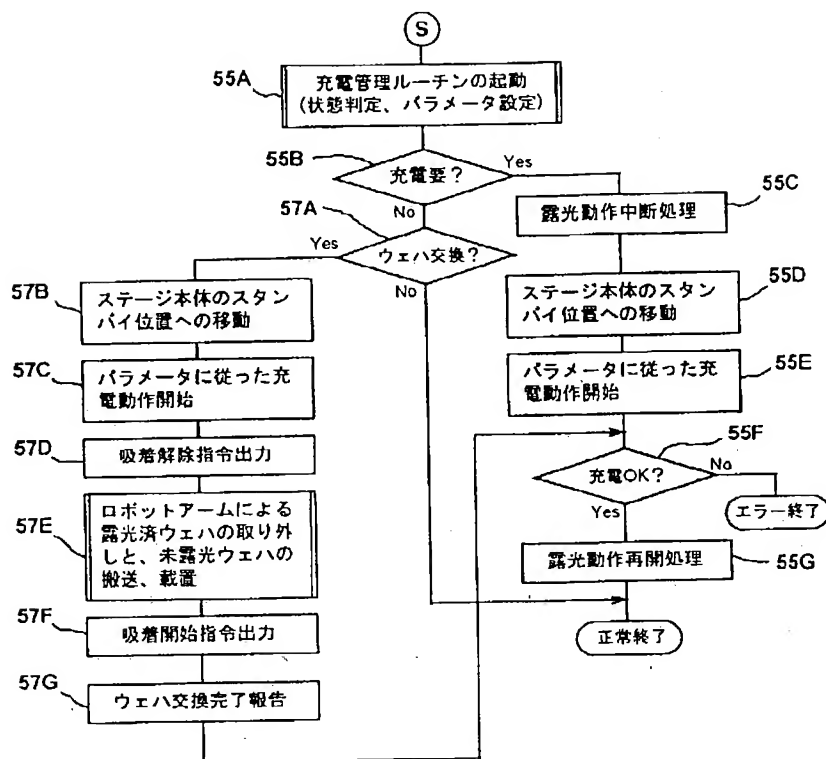 S
55A
充電管理ルーチンの起動
(状態判定、パラメータ設定)
55B
充電要?
Yes
No
55C
露光動作中断処理
57A
ウェハ交換?
Yes
No
57B
ステージ本体のスタン
バイ位置への移動
55D
ステージ本体のスタン
バイ位置への移動
57C
パラメータに従った充
電動作開始
55E
パラメータに従った充
電動作開始
57D
吸着解除指令出力
55F
充電OK?
No
Yes
エラー終了
57E
ロボットアームによる
露光済ウェハの取り外
しと、未露光ウェハの
搬送、載置
55G
露光動作再開処理
57F
吸着開始指令出力
正常終了
57G
ウェハ交換完了報告